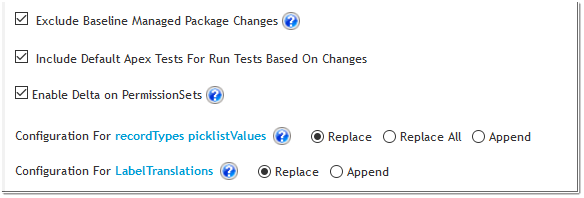 Exclude Baseline Managed Package Changes ?
Include Default Apex Tests For Run Tests Based On Changes
Enable Delta on PermissionSets ?
Configuration For recordTypes picklistValues ? Replace Replace All Append
Configuration For LabelTranslations ? Replace Append